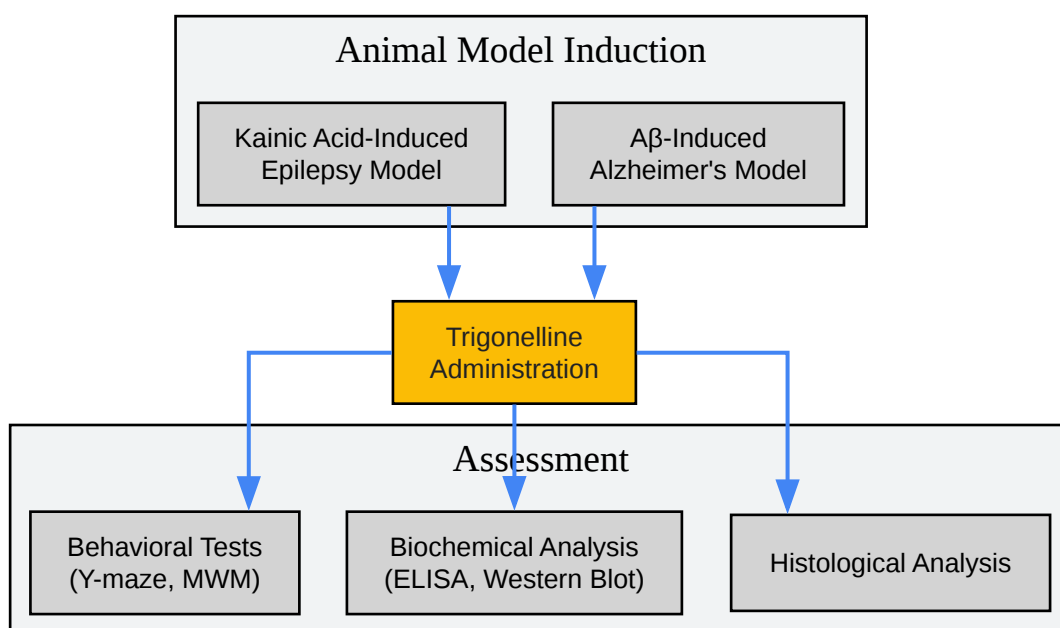 Animal Model Induction
Kainic Acid-Induced
Epilepsy Model
Aβ-Induced
Alzheimer's Model
Trigonelline
Administration
Assessment
Behavioral Tests
(Y-maze, MWM)
Biochemical Analysis
(ELISA, Western Blot)
Histological Analysis